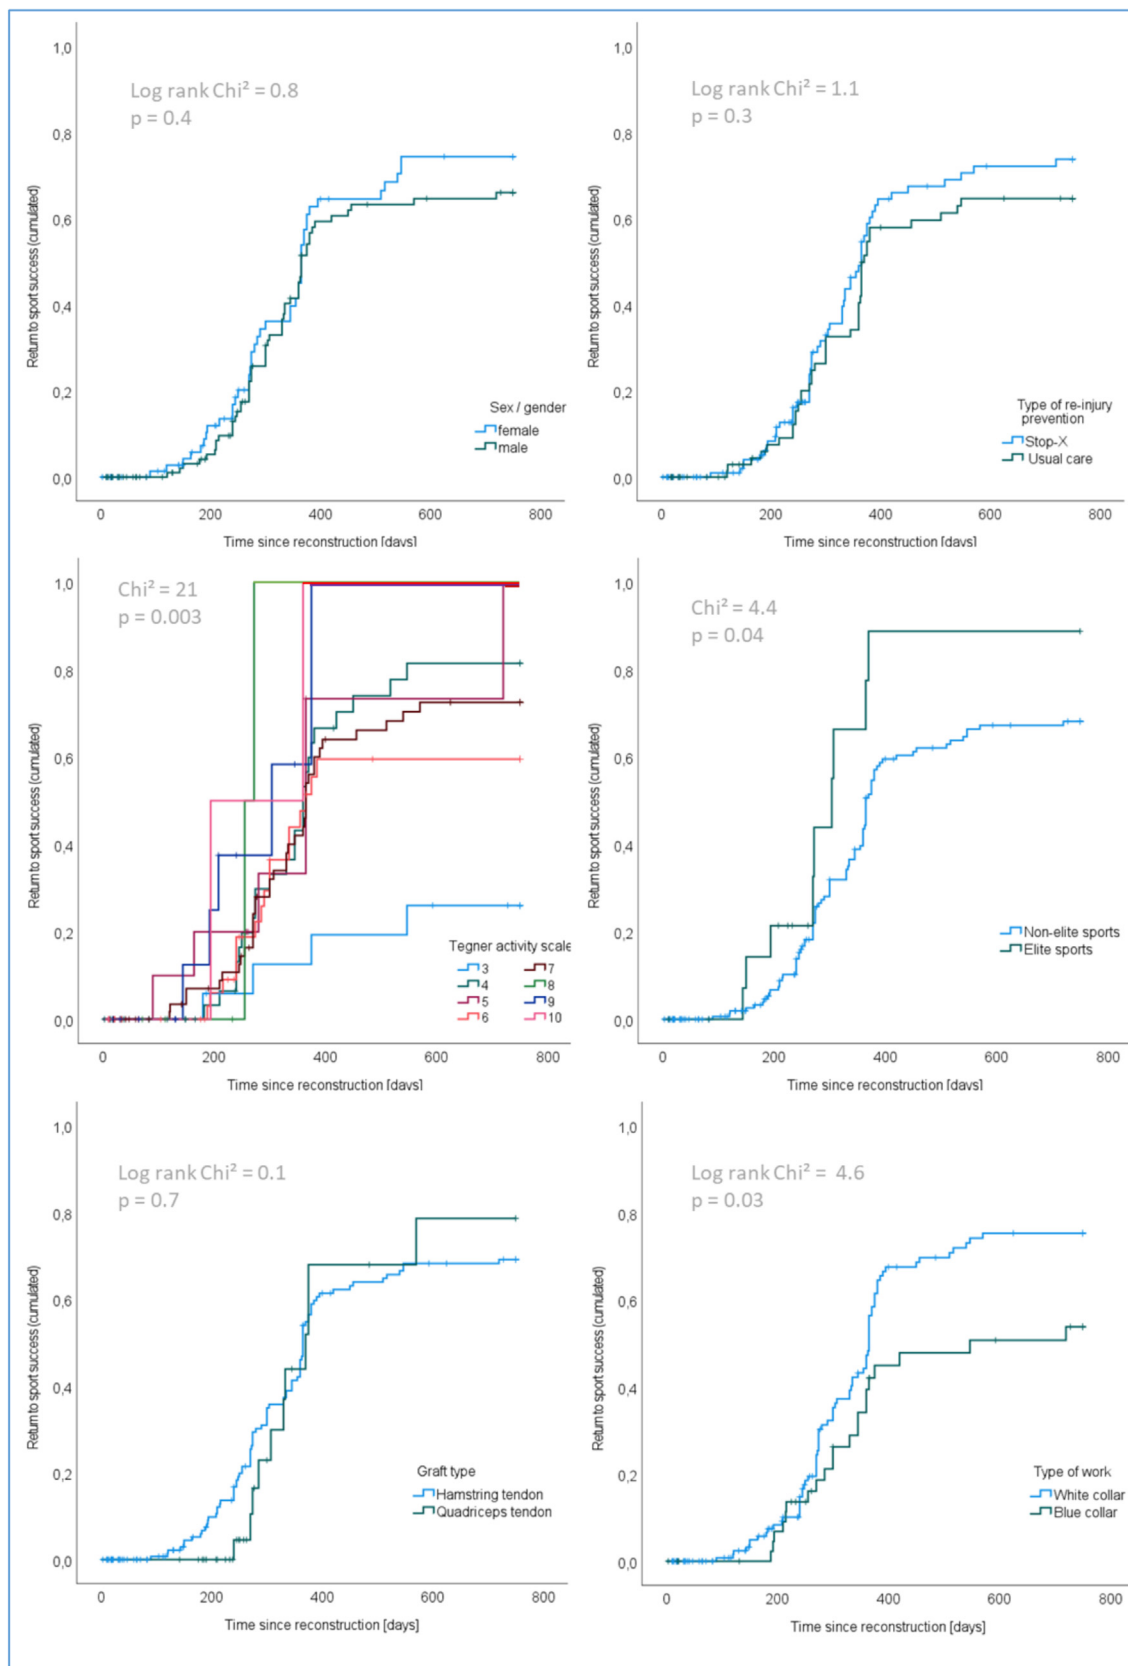 1,0
Log rank Chi² = 0.8
p = 0.4
0,8
0,6
0,4
0,2
0,0
Return to sport success (cumulated)
Sex / gender
female
male
0 200 400 600 800
Time since reconstruction [days]
1,0
Log rank Chi² = 1.1
p = 0.3
0,8
0,6
0,4
0,2
0,0
Return to sport success (cumulated)
Type of re-injury
prevention
Stop-X
Usual care
0 200 400 600 800
Time since reconstruction [days]
1,0
Chi² = 21
p = 0.003
0,8
0,6
0,4
0,2
0,0
Return to sport success (cumulated)
Tegner activity scale
3 7
4 8
5 9
6 10
0 200 400 600 800
Time since reconstruction [days]
1,0
Chi² = 4.4
p = 0.04
0,8
0,6
0,4
0,2
0,0
Return to sport success (cumulated)
Non-elite sports
Elite sports
0 200 400 600 800
Time since reconstruction [days]
1,0
Log rank Chi² = 0.1
p = 0.7
0,8
0,6
0,4
0,2
0,0
Return to sport success (cumulated)
Graft type
Hamstring tendon
Quadriceps tendon
0 200 400 600 800
Time since reconstruction [days]
1,0
Log rank Chi² = 4.6
p = 0.03
0,8
0,6
0,4
0,2
0,0
Return to sport success (cumulated)
Type of work
White collar
Blue collar
0 200 400 600 800
Time since reconstruction [days]